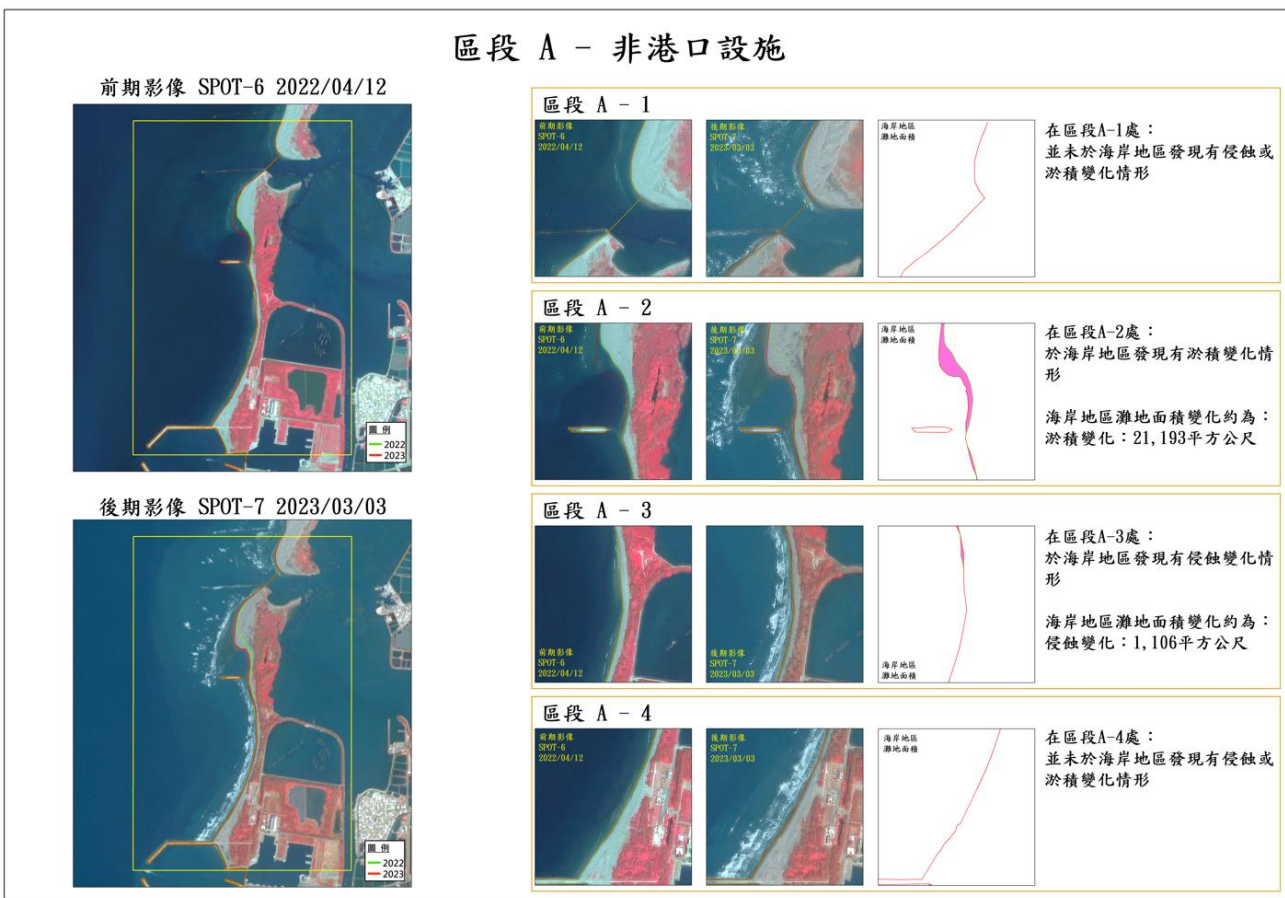 區段 A - 非港口設施
前期影像 SPOT-6 2022/04/12
圖 例
2022
2023
後期影像 SPOT-7 2023/03/03
圖 例
2022
2023
區段 A - 1
前期影像
SPOT-6
2022/04/12
後期影像
SPOT-7
2023/03/03
海岸地區
灘地面積
在區段A-1處：
並未於海岸地區發現有侵蝕或
淤積變化情形
區段 A - 2
前期影像
SPOT-6
2022/04/12
後期影像
SPOT-7
2023/03/03
海岸地區
灘地面積
在區段A-2處：
於海岸地區發現有淤積變化情
形
海岸地區灘地面積變化約為：
淤積變化：21,193平方公尺
區段 A - 3
前期影像
SPOT-6
2022/04/12
後期影像
SPOT-7
2023/03/03
海岸地區
灘地面積
在區段A-3處：
於海岸地區發現有侵蝕變化情
形
海岸地區灘地面積變化約為：
侵蝕變化：1,106平方公尺
區段 A - 4
前期影像
SPOT-6
2022/04/12
後期影像
SPOT-7
2023/03/03
海岸地區
灘地面積
在區段A-4處：
並未於海岸地區發現有侵蝕或
淤積變化情形